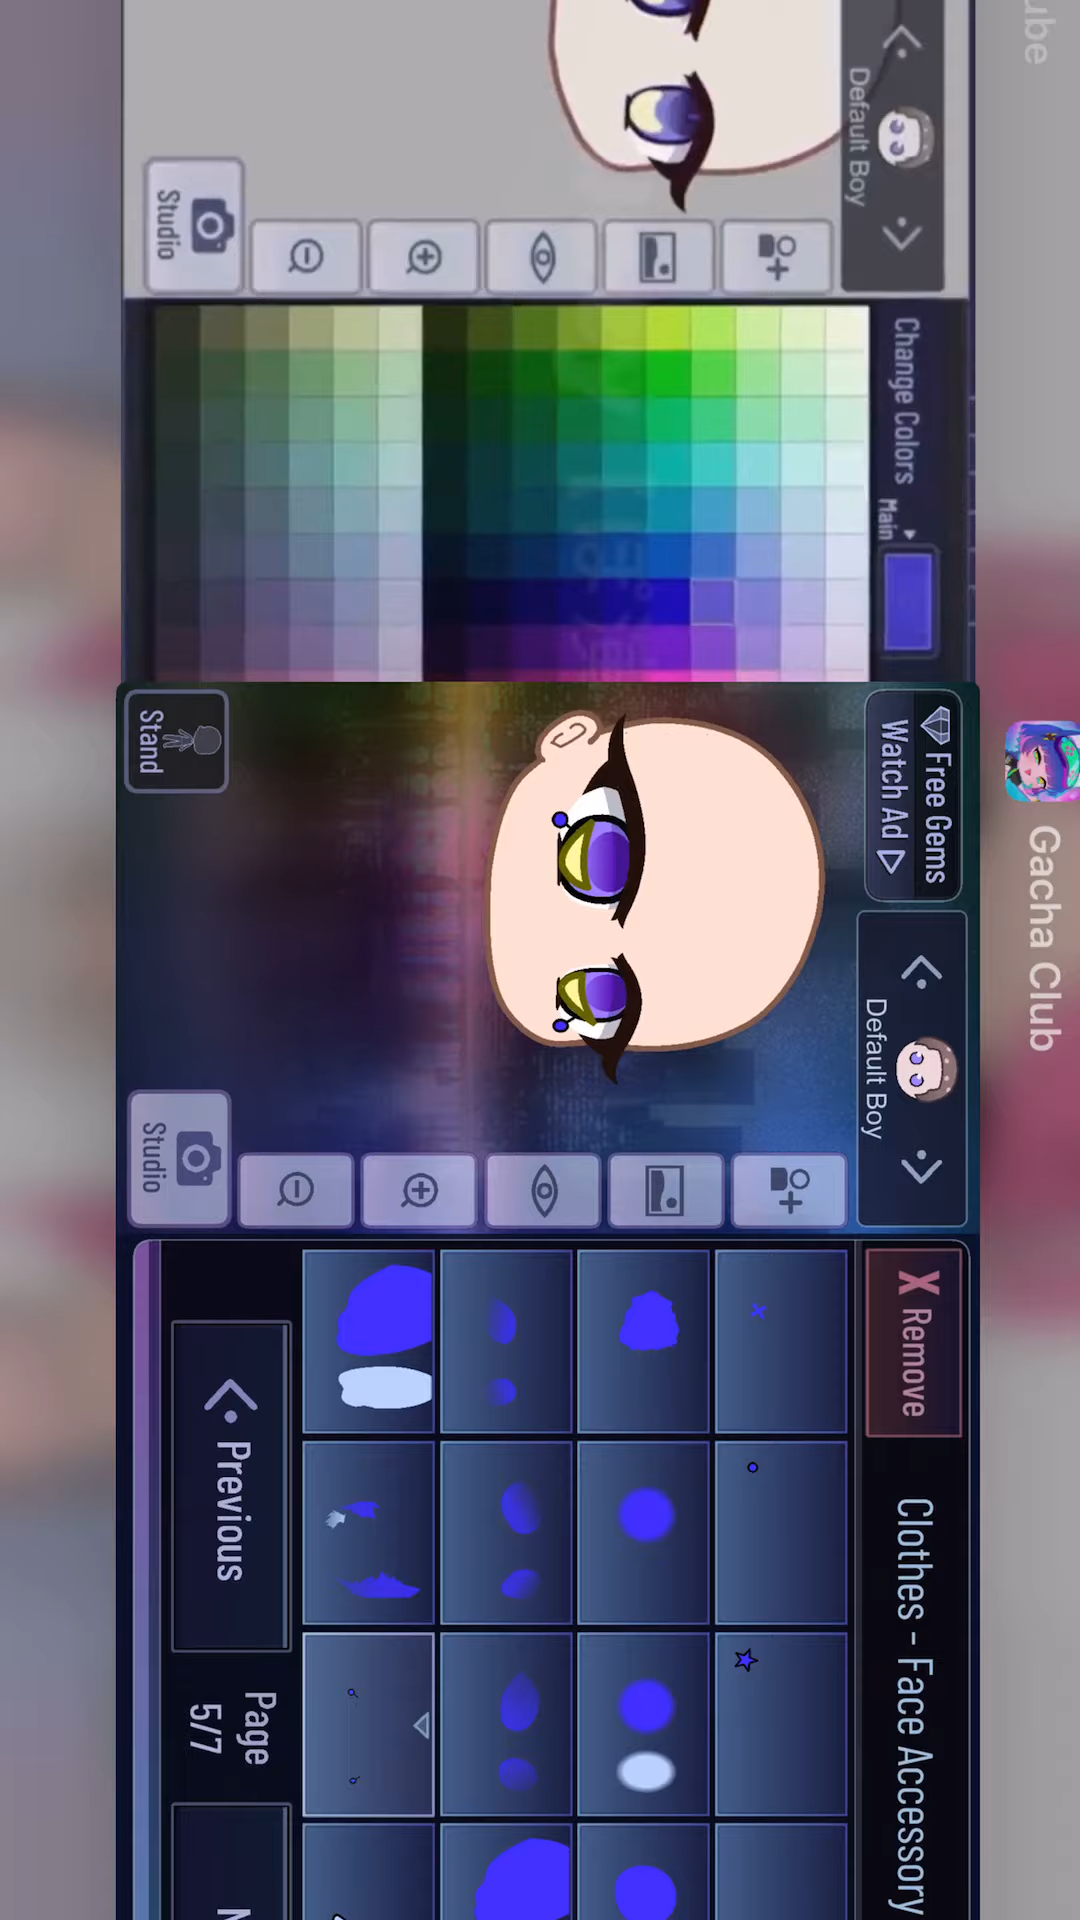 ube
Default Boy
Studio
Change Colors
Main
Gacha Club
Free Gems
Watch Ad
Default Boy
Stand
Studio
X Remove
Clothes - Face Accessory
Previous
Page
5/7
N